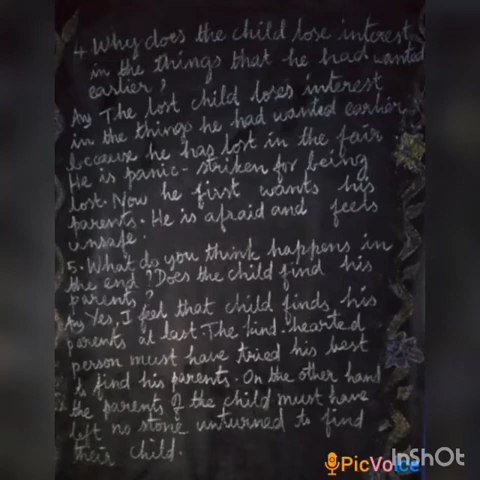 4. Why does the child lose interest
in the things that he had wanted
earlier?
Ans The lost child loses interest
in the things he had wanted earlier
because he has lost in the fair
He is panic-striken for being
lost. Now he first wants his
parents. He is afraid and feels
unsafe.
5. What do you think happens in
the end? Does the child find his
parents?
Ans Yes, I feel that child finds his
parents at last. The kind-hearted
person must have tried his best
to find his parents. On the other hand
the parents of the child must have
left no stone unturned to find
their child.
PicVoice
InShOt